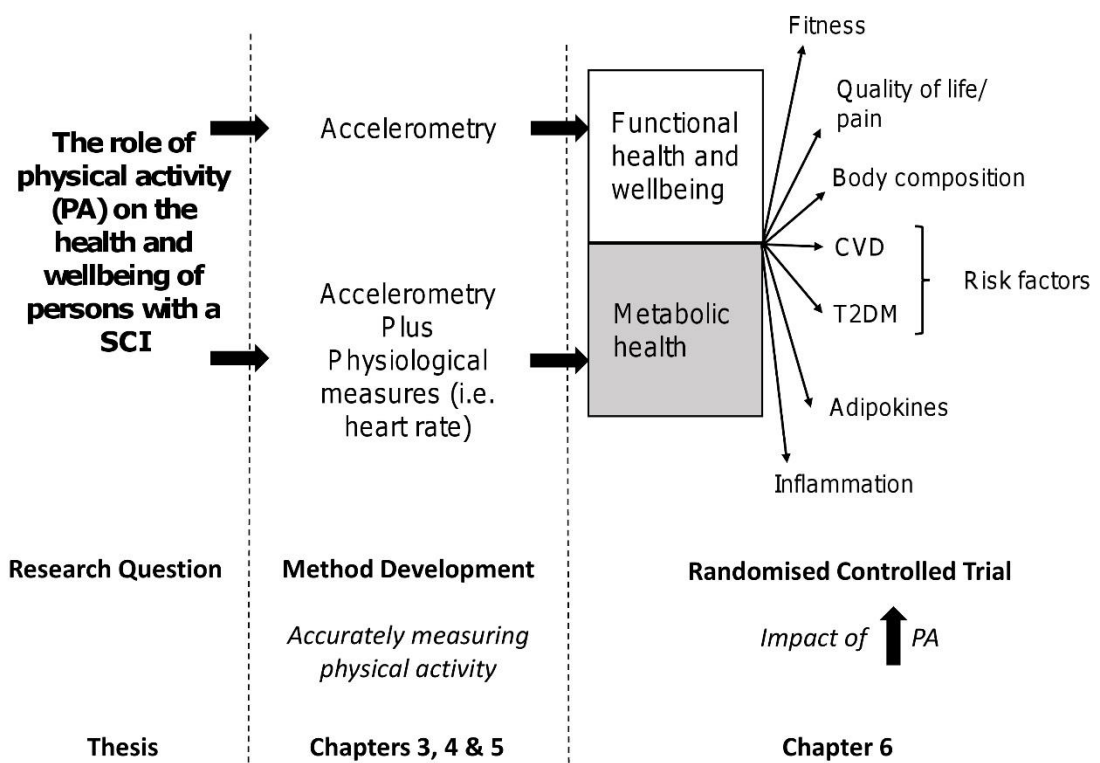 The role of
physical activity
(PA) on the
health and
wellbeing of
persons with a
SCI
Accelerometry
Accelerometry
Plus
Physiological
measures (i.e.
heart rate)
Functional
health and
wellbeing
Metabolic
health
Fitness
Quality of life/
pain
Body composition
CVD
T2DM
Risk factors
Adipokines
Inflammation
Research Question
Method Development
Randomised Controlled Trial
Accurately measuring
physical activity
Impact of PA
Thesis
Chapters 3, 4 & 5
Chapter 6